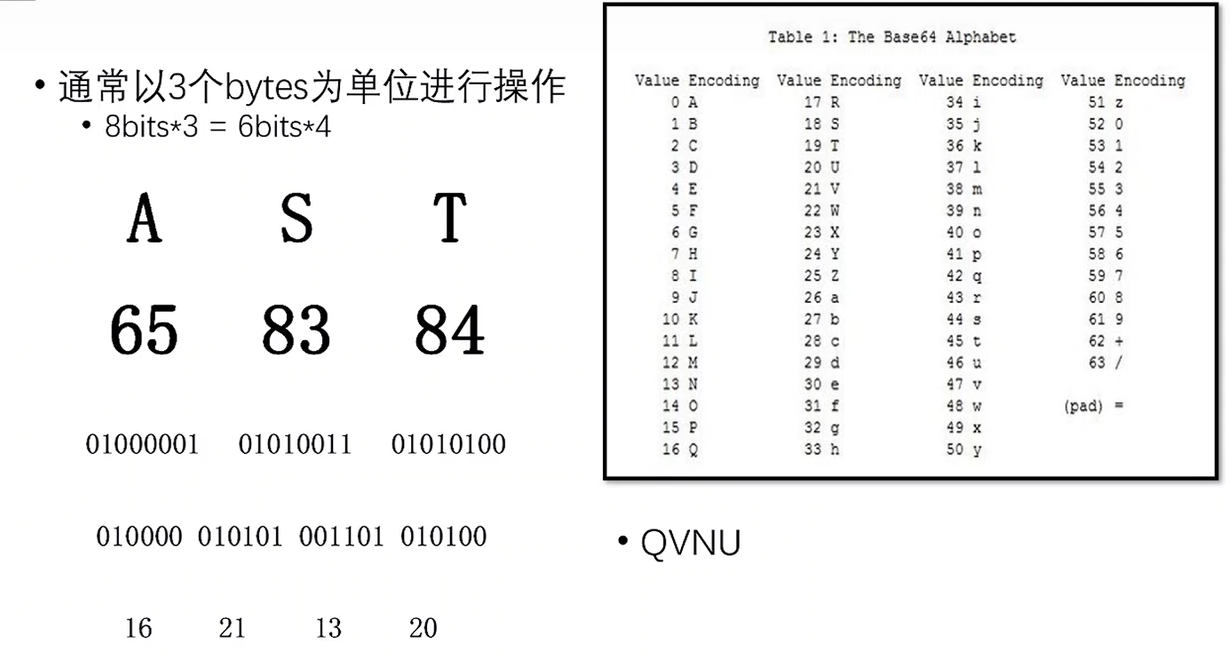 • 通常以3个bytes为单位进行操作
• 8bits*3 = 6bits*4
A S T
65 83 84
01000001 01010011 01010100
010000 010101 001101 010100
16 21 13 20
Table 1: The Base64 Alphabet
Value Encoding Value Encoding Value Encoding Value Encoding
0 A 17 R 34 i 51 z
1 B 18 S 35 j 52 0
2 C 19 T 36 k 53 1
3 D 20 U 37 l 54 2
4 E 21 V 38 m 55 3
5 F 22 W 39 n 56 4
6 G 23 X 40 o 57 5
7 H 24 Y 41 p 58 6
8 I 25 Z 42 q 59 7
9 J 26 a 43 r 60 8
10 K 27 b 44 s 61 9
11 L 28 c 45 t 62 +
12 M 29 d 46 u 63 /
13 N 30 e 47 v
14 O 31 f 48 w (pad) =
15 P 32 g 49 x
16 Q 33 h 50 y
• QVNU